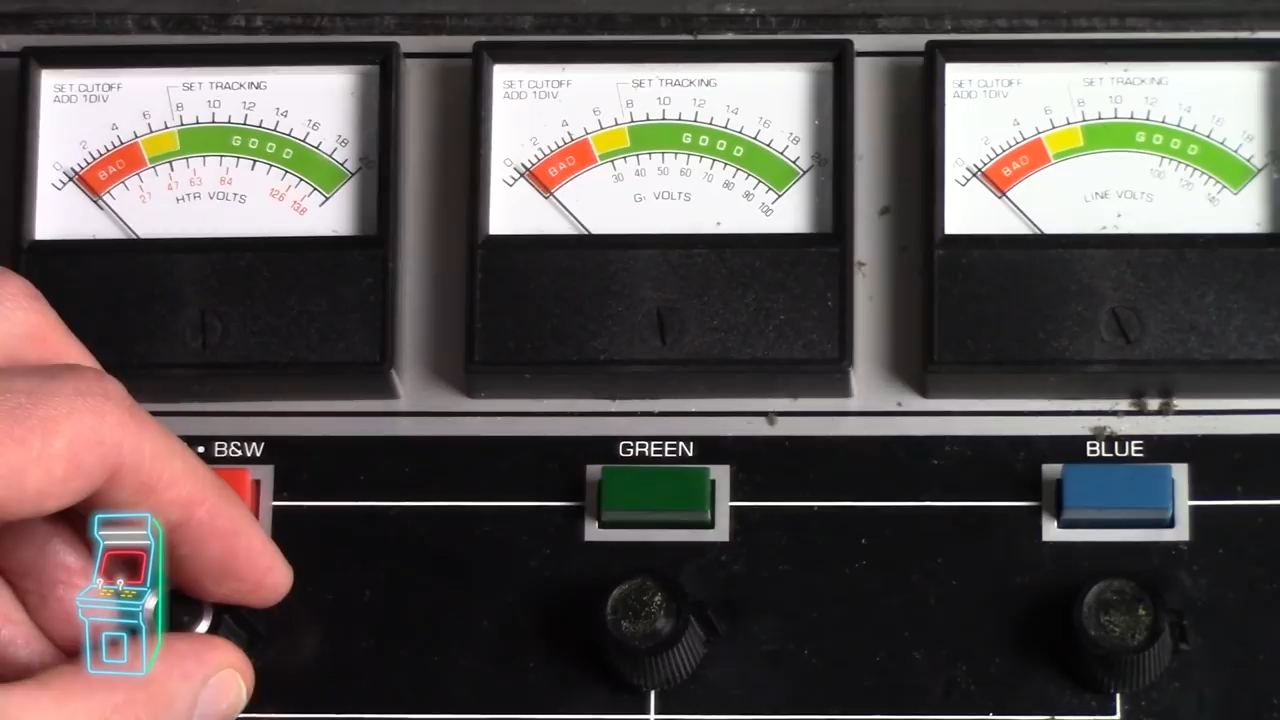 SET CUTOFF
ADD 1DIV
SET TRACKING
0 2 4 6 .8 1.0 1.2 1.4 1.6 1.8 2.0
BAD GOOD
27 47 63 84 126 138
HTR VOLTS
SET CUTOFF
ADD 1DIV
SET TRACKING
0 2 4 6 .8 1.0 1.2 1.4 1.6 1.8 2.0
BAD GOOD
30 40 50 60 70 80 90 100
G1 VOLTS
SET CUTOFF
ADD 1DIV
SET TRACKING
0 2 4 6 .8 1.0 1.2 1.4 1.6 1.8
BAD GOOD
100 120 140
LINE VOLTS
• B&W
GREEN
BLUE